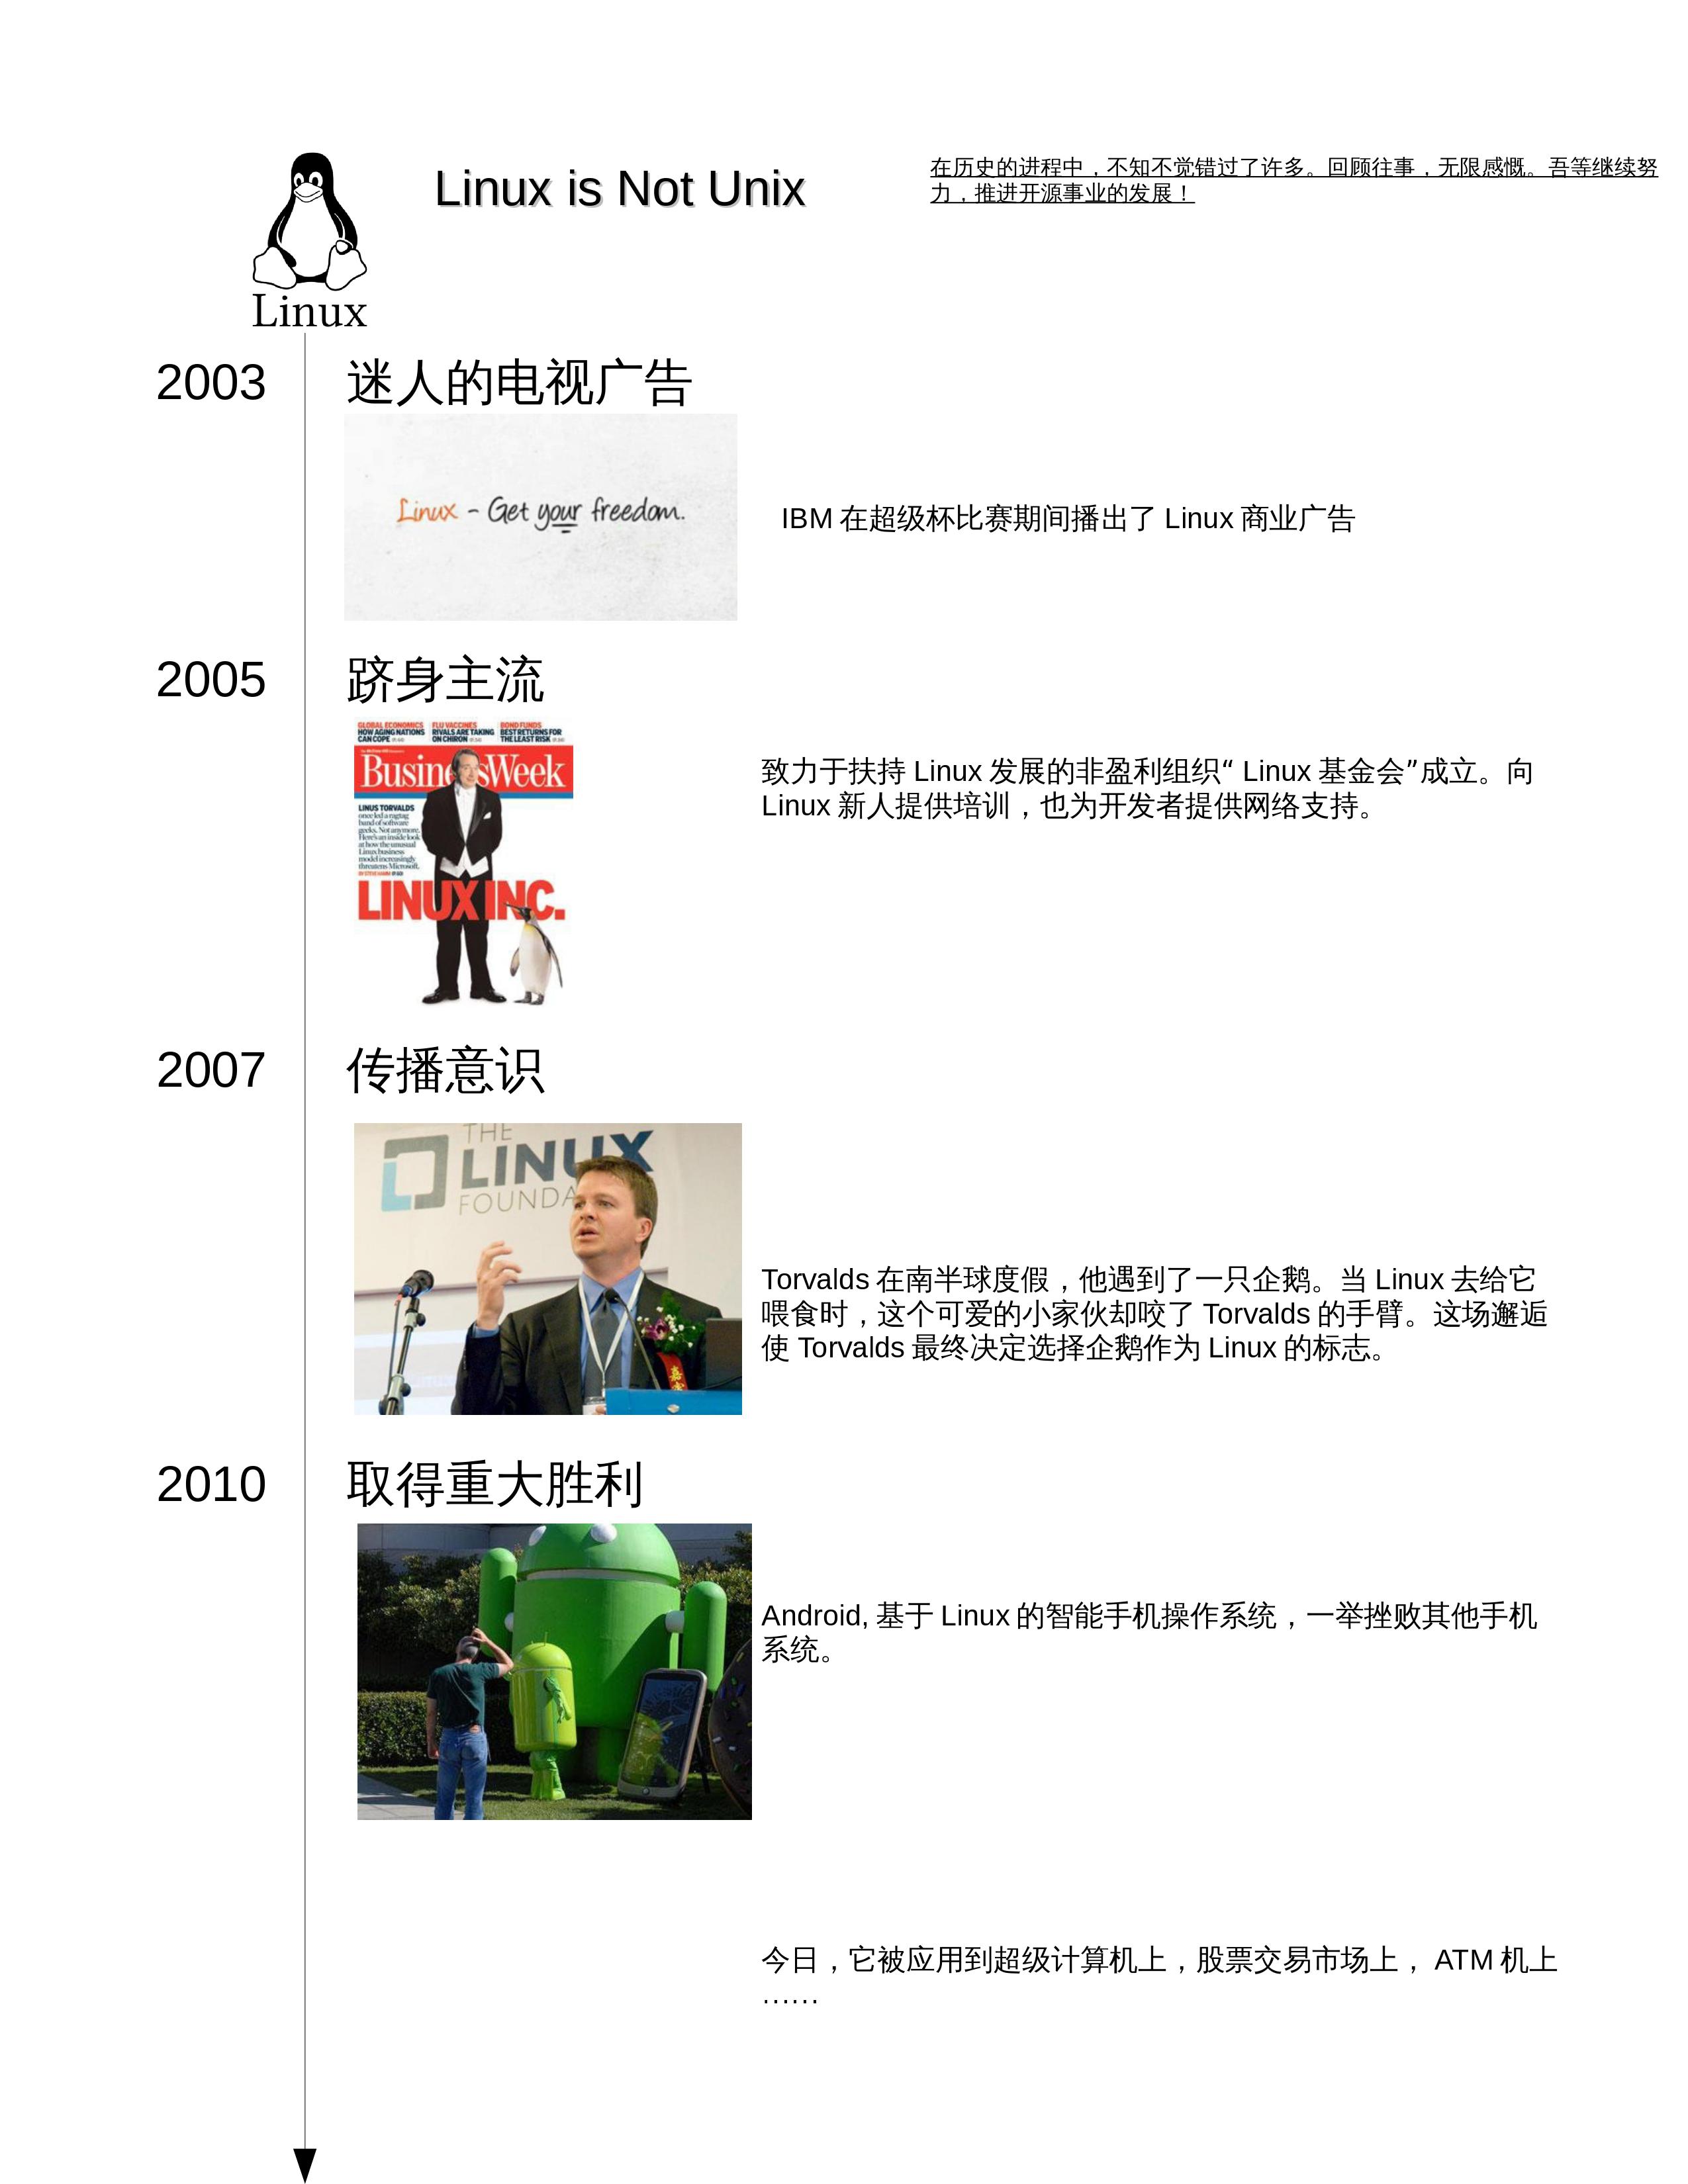 Linux is Not Unix
在历史的进程中，不知不觉错过了许多。回顾往事，无限感慨。吾等继续努
力，推进开源事业的发展！
Linux
2003
迷人的电视广告
Linux - Get your freedom.
IBM 在超级杯比赛期间播出了 Linux 商业广告
2005
跻身主流
GLOBAL ECONOMICS
HOW AGING NATIONS
CAN COPE
FLU VACCINES
RIVALS ARE TAKING
ON CHIRON
BOND FUNDS
BEST RETURNS FOR
THE LEAST RISK
BusinessWeek
LINUS TORVALDS
once led a ragtag
band of software
geeks. Not anymore.
Here's an inside look
at how the unusual
Linux business
model increasingly
threatens Microsoft.
LINUX INC.
致力于扶持 Linux 发展的非盈利组织“ Linux 基金会”成立。向
Linux 新人提供培训，也为开发者提供网络支持。
2007
传播意识
THE
LINUX
FOUNDA
Torvalds 在南半球度假，他遇到了一只企鹅。当 Linux 去给它
喂食时，这个可爱的小家伙却咬了 Torvalds 的手臂。这场邂逅
使 Torvalds 最终决定选择企鹅作为 Linux 的标志。
2010
取得重大胜利
Android, 基于 Linux 的智能手机操作系统，一举挫败其他手机
系统。
今日，它被应用到超级计算机上，股票交易市场上， ATM 机上
……